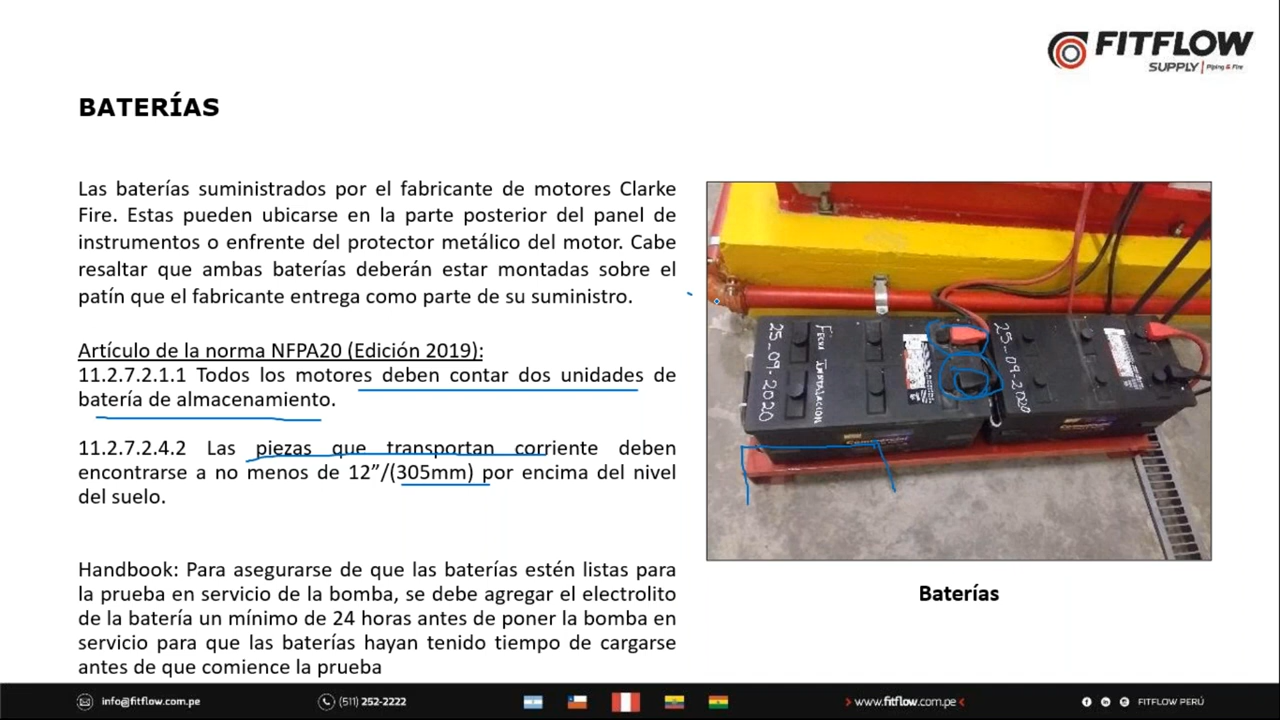 FITFLOW
SUPPLY | Piping & Fire
BATERÍAS
Las baterías suministrados por el fabricante de motores Clarke
Fire. Estas pueden ubicarse en la parte posterior del panel de
instrumentos o enfrente del protector metálico del motor. Cabe
resaltar que ambas baterías deberán estar montadas sobre el
patín que el fabricante entrega como parte de su suministro.
Artículo de la norma NFPA20 (Edición 2019):
11.2.7.2.1.1 Todos los motores deben contar dos unidades de
batería de almacenamiento.
11.2.7.2.4.2 Las piezas que transportan corriente deben
encontrarse a no menos de 12”/(305mm) por encima del nivel
del suelo.
Handbook: Para asegurarse de que las baterías estén listas para
la prueba en servicio de la bomba, se debe agregar el electrolito
de la batería un mínimo de 24 horas antes de poner la bomba en
servicio para que las baterías hayan tenido tiempo de cargarse
antes de que comience la prueba
25-09-2020
FECHA INSTALACION
25-09-2020
Baterías
info@fitflow.com.pe
(511) 252-2222
www.fitflow.com.pe
FITFLOW PERÚ